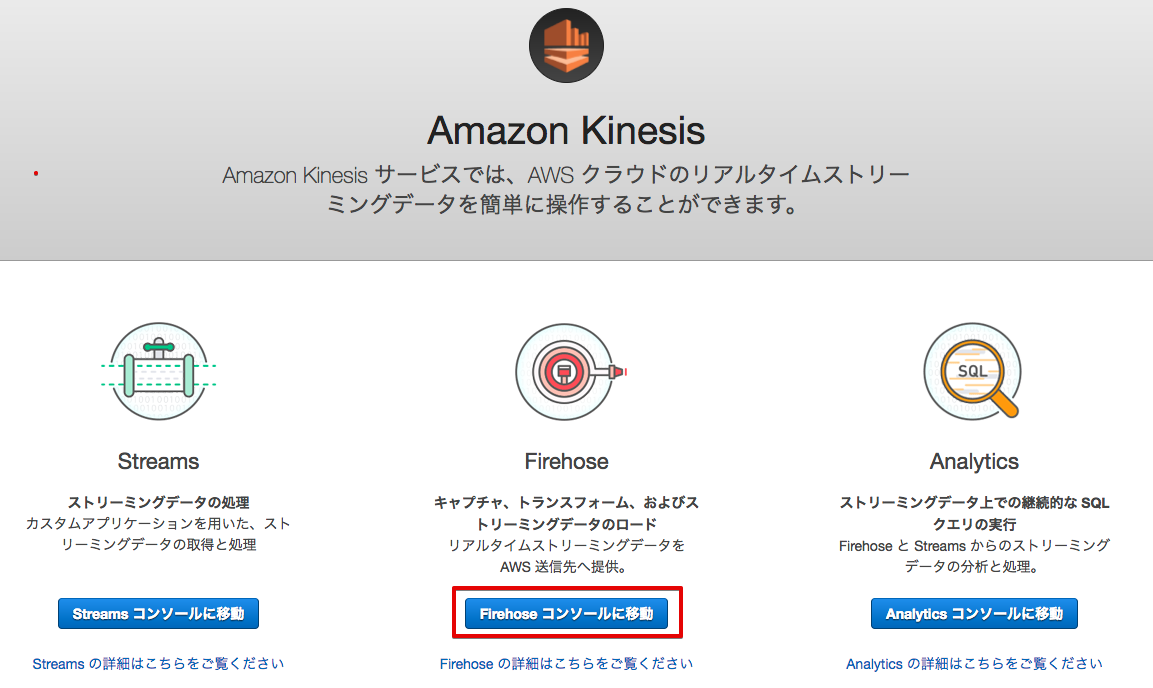 Amazon Kinesis
Amazon Kinesis サービスでは、AWS クラウドのリアルタイムストリー
ミングデータを簡単に操作することができます。
Streams
ストリーミングデータの処理
カスタムアプリケーションを用いた、スト
リーミングデータの取得と処理
Streams コンソールに移動
Streams の詳細はこちらをご覧ください
Firehose
キャプチャ、トランスフォーム、およびス
トリーミングデータのロード
リアルタイムストリーミングデータを
AWS 送信先へ提供。
Firehose コンソールに移動
Firehose の詳細はこちらをご覧ください
SQL
Analytics
ストリーミングデータ上での継続的な SQL
クエリの実行
Firehose と Streams からのストリーミング
データの分析と処理。
Analytics コンソールに移動
Analytics の詳細はこちらをご覧ください